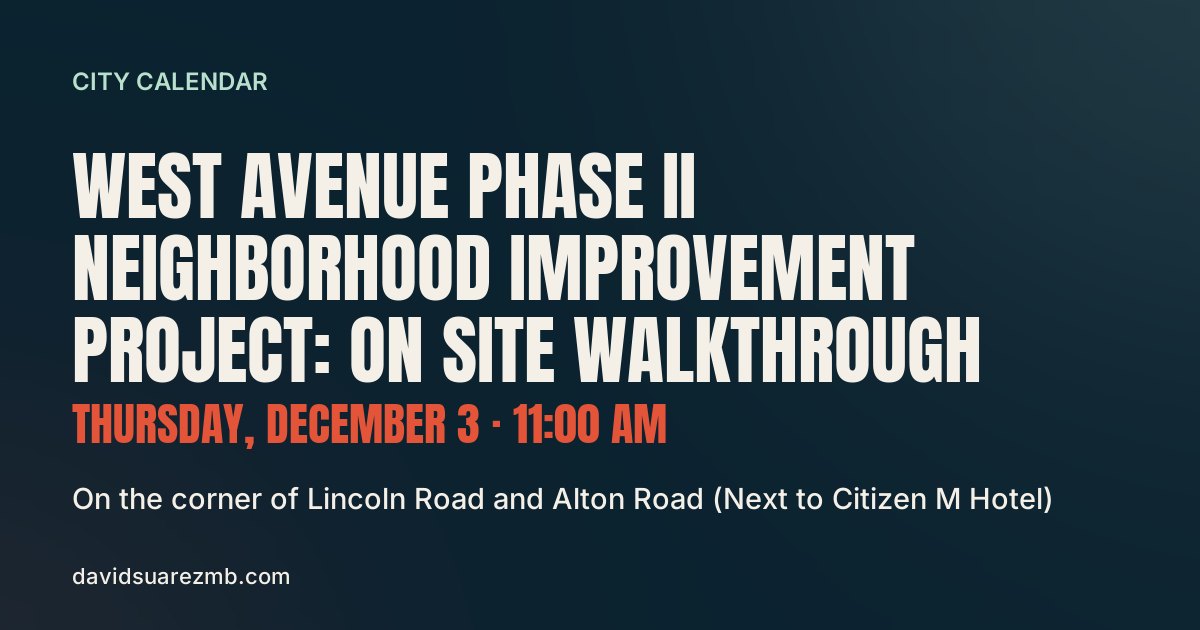 CITY CALENDAR
WEST AVENUE PHASE II
NEIGHBORHOOD IMPROVEMENT
PROJECT: ON SITE WALKTHROUGH
THURSDAY, DECEMBER 3 · 11:00 AM
On the corner of Lincoln Road and Alton Road (Next to Citizen M Hotel)
davidsuarezmb.com